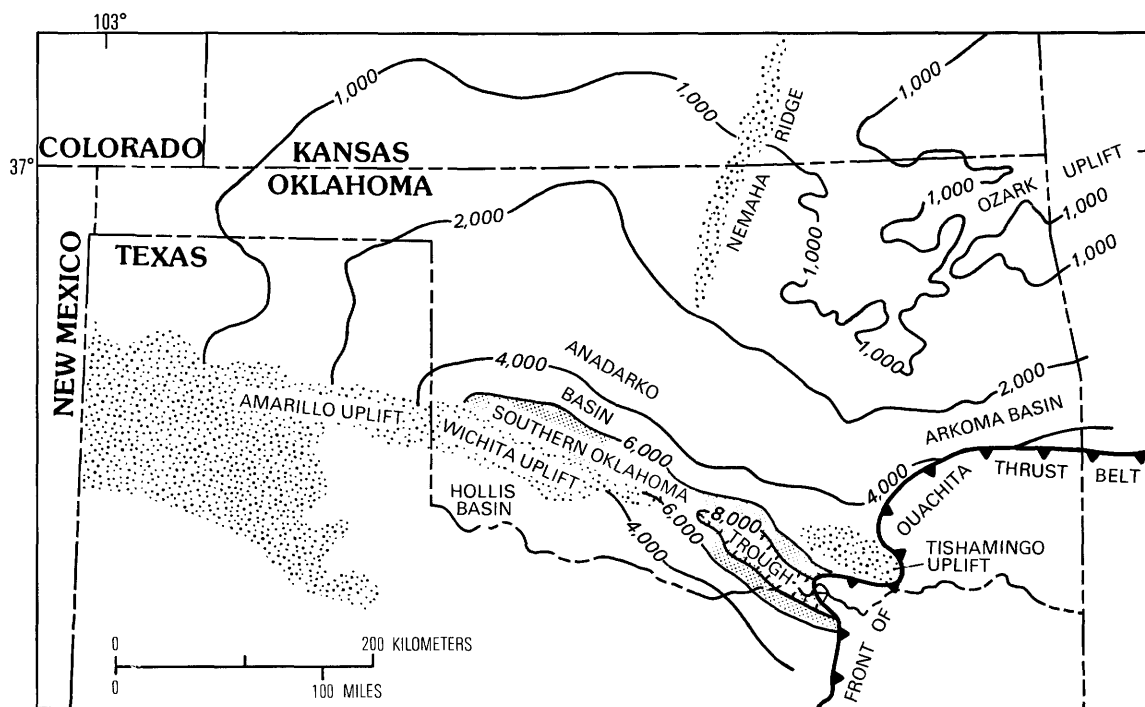 103°
1,000
1,000
1,000
COLORADO
KANSAS
37°
OKLAHOMA
NEMAHA RIDGE
OZARK UPLIFT
1,000
1,000
1,000
1,000
1,000
2,000
NEW MEXICO
TEXAS
4,000
ANADARKO
BASIN
2,000
AMARILLO UPLIFT
WICHITA UPLIFT
SOUTHERN OKLAHOMA
TROUGH
6,000
ARKOMA BASIN
HOLLIS
BASIN
6,000
4,000
8,000
4,000
FRONT OF OUACHITA THRUST BELT
TISHAMINGO
UPLIFT
0 200 KILOMETERS
0 100 MILES